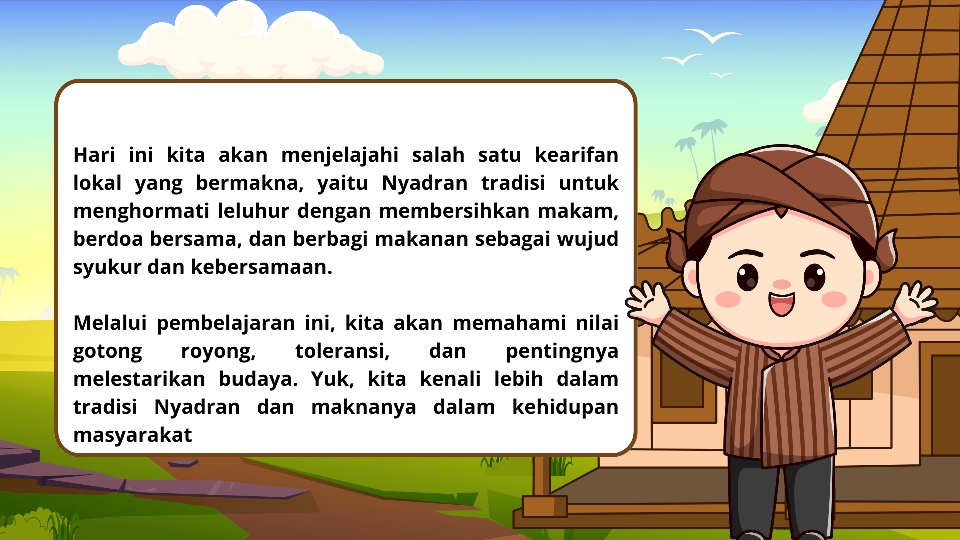 Hari ini kita akan menjelajahi salah satu kearifan
lokal yang bermakna, yaitu Nyadran tradisi untuk
menghormati leluhur dengan membersihkan makam,
berdoa bersama, dan berbagi makanan sebagai wujud
syukur dan kebersamaan.
Melalui pembelajaran ini, kita akan memahami nilai
gotong royong, toleransi, dan pentingnya
melestarikan budaya. Yuk, kita kenali lebih dalam
tradisi Nyadran dan maknanya dalam kehidupan
masyarakat